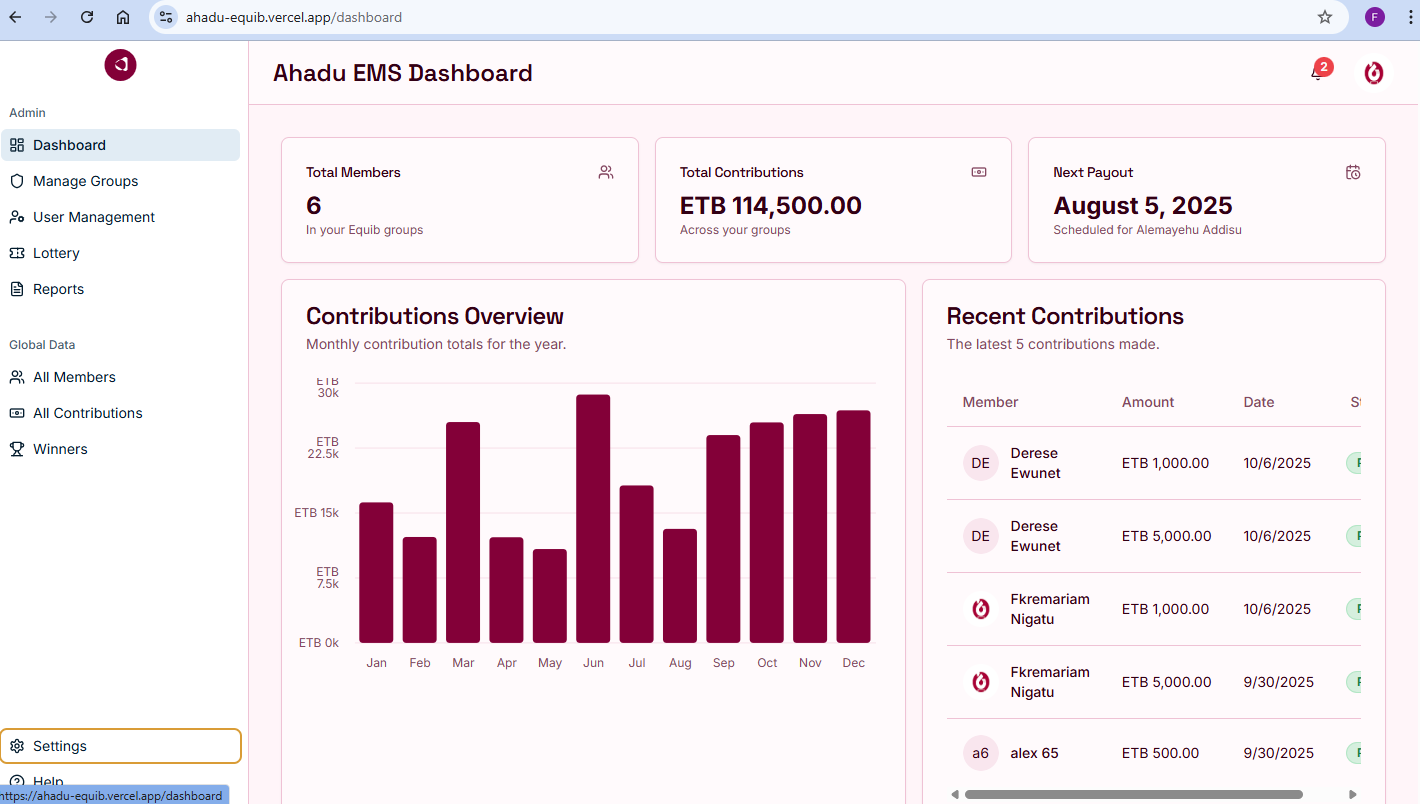 ahadu-equib.vercel.app/dashboard
F
Ahadu EMS Dashboard
2
Admin
Dashboard
Manage Groups
User Management
Lottery
Reports
Global Data
All Members
All Contributions
Winners
Settings
Help
https://ahadu-equib.vercel.app/dashboard
Total Members
6
In your Equib groups
Total Contributions
ETB 114,500.00
Across your groups
Next Payout
August 5, 2025
Scheduled for Alemayehu Addisu
Contributions Overview
Monthly contribution totals for the year.
ETB
30k
ETB
22.5k
ETB 15k
ETB
7.5k
ETB 0k
Jan Feb Mar Apr May Jun Jul Aug Sep Oct Nov Dec
Recent Contributions
The latest 5 contributions made.
Member Amount Date
DE Derese
Ewunet ETB 1,000.00 10/6/2025
DE Derese
Ewunet ETB 5,000.00 10/6/2025
Fkremariam
Nigatu ETB 1,000.00 10/6/2025
Fkremariam
Nigatu ETB 5,000.00 9/30/2025
a6 alex 65 ETB 500.00 9/30/2025